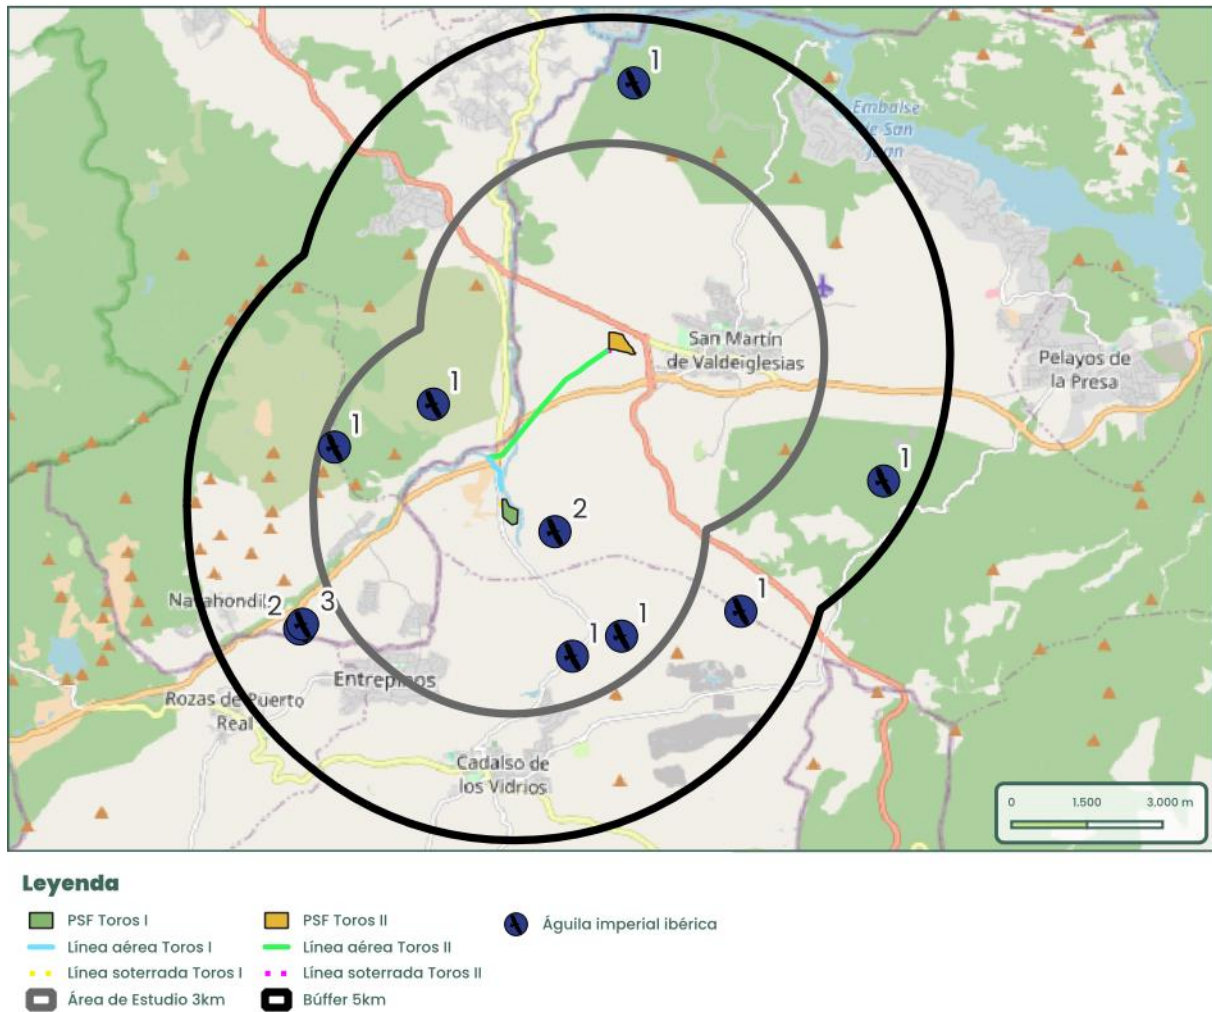 1
Embalse
de San
Juan
San Martín
de Valdeiglesias
Pelayos de
la Presa
1
1
1
2
Navahondil
2
3
1
1
1
Entrepinos
Rozas de Puerto
Real
Cadalso de
los Vidrios
0 1.500 3.000 m
Leyenda
PSF Toros I PSF Toros II Águila imperial ibérica
Línea aérea Toros I Línea aérea Toros II
Línea soterrada Toros I Línea soterrada Toros II
Área de Estudio 3km Búffer 5km